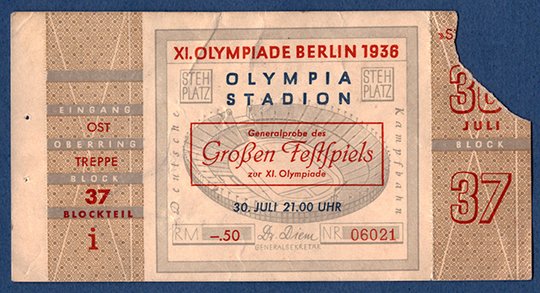 EINGANG
OST
OBERRING
TREPPE
BLOCK
37
BLOCKTEIL
i
XI. OLYMPIADE BERLIN 1936
STEH PLATZ
OLYMPIA
STADION
STEH PLATZ
Deutsche
Kampfbahn
Generalprobe des
Großen Festspiels
zur XI. Olympiade
30. JULI 21.00 UHR
RM —.50 Dr. Diem NR 06021
GENERALSEKRETÄR
30
JULI
BLOCK
37